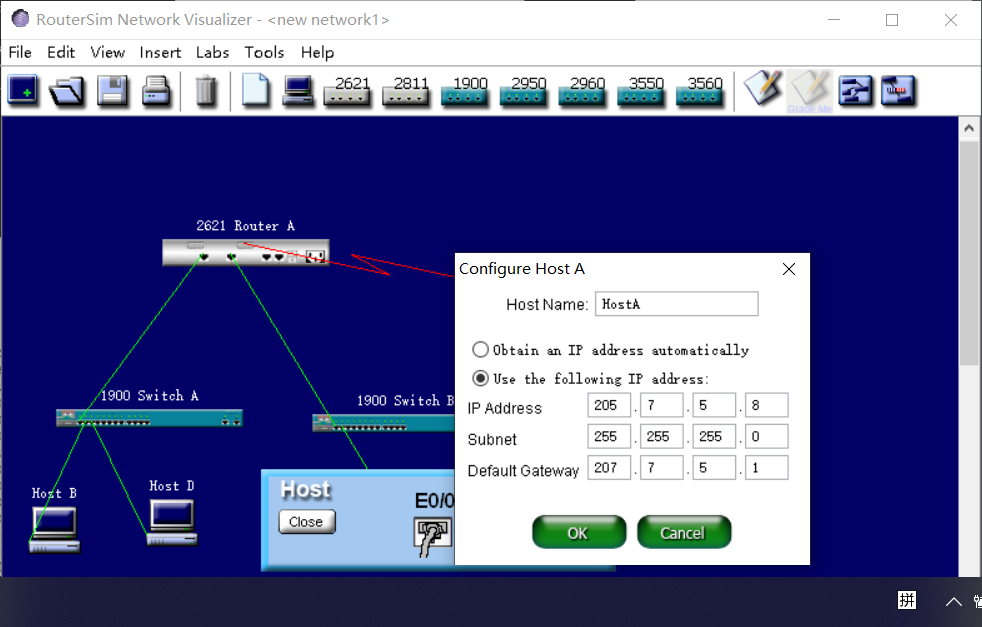 RouterSim Network Visualizer - <new network1>
File Edit View Insert Labs Tools Help
2621 2811 1900 2950 2960 3550 3560
Grade Me
2621 Router A
Configure Host A
Host Name: HostA
Obtain an IP address automatically
Use the following IP address:
1900 Switch A
1900 Switch B
IP Address 205 . 7 . 5 . 8
Subnet 255 . 255 . 255 . 0
Default Gateway 207 . 7 . 5 . 1
Host B
Host D
Host
E0/0
Close
OK Cancel
拼